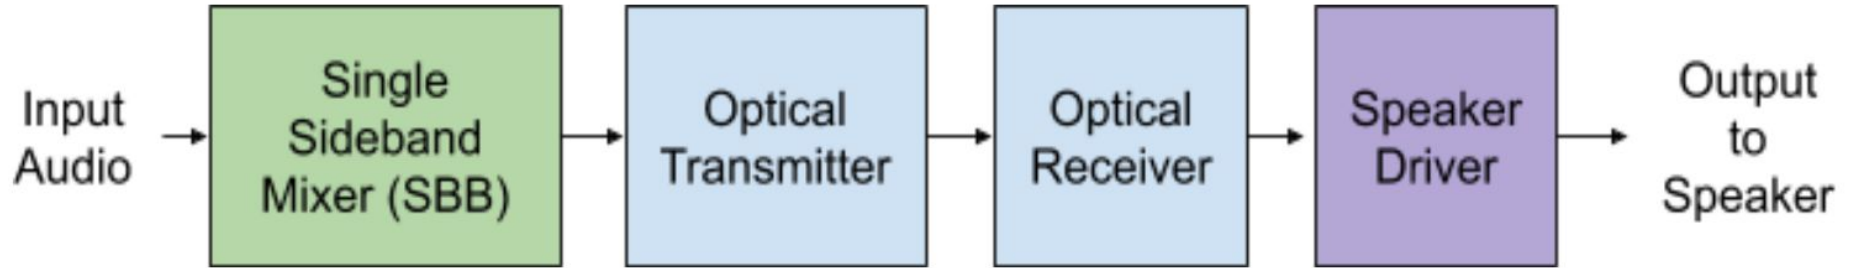 Input
Audio
Single
Sideband
Mixer (SBB)
Optical
Transmitter
Optical
Receiver
Speaker
Driver
Output
to
Speaker